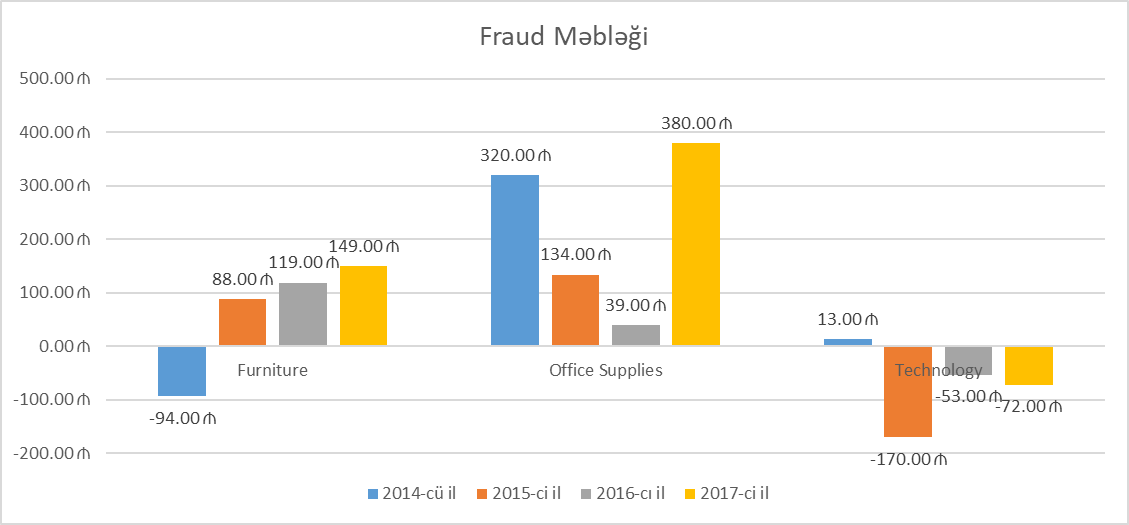 Fraud Məbləği
500.00 ₼
400.00 ₼
300.00 ₼
200.00 ₼
100.00 ₼
0.00 ₼
-100.00 ₼
-200.00 ₼
-94.00 ₼
88.00 ₼
119.00 ₼
149.00 ₼
320.00 ₼
134.00 ₼
39.00 ₼
380.00 ₼
13.00 ₼
-170.00 ₼
-53.00 ₼
-72.00 ₼
Furniture
Office Supplies
Technology
2014-cü il
2015-ci il
2016-cı il
2017-ci il